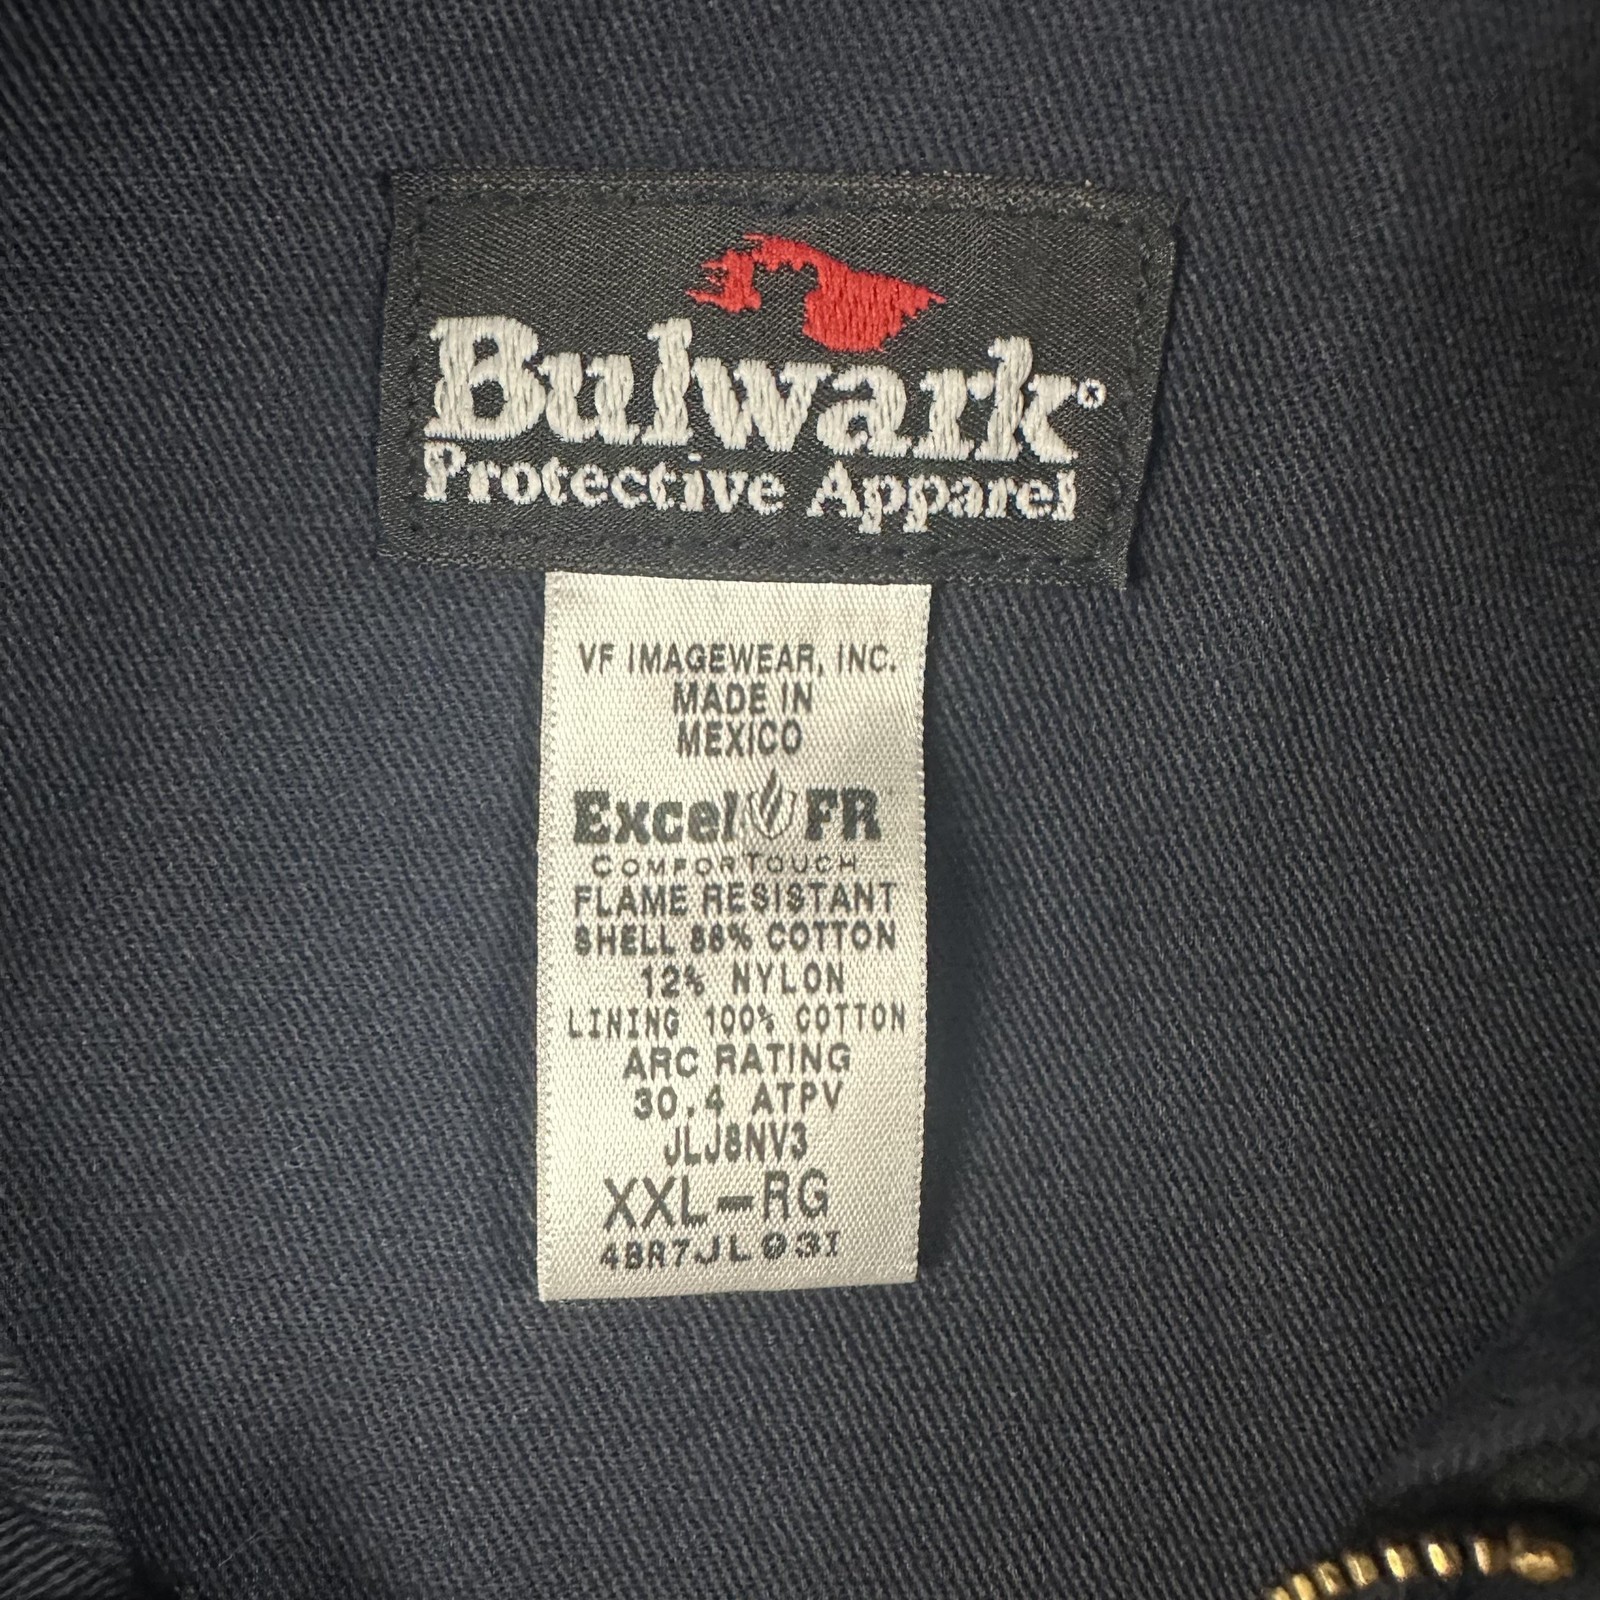 Bulwark®
Protective Apparel
VF IMAGEWEAR, INC.
MADE IN
MEXICO
Excel FR
COMFORTOUCH
FLAME RESISTANT
SHELL 88% COTTON
12% NYLON
LINING 100% COTTON
ARC RATING
30.4 ATPV
JLJ8NV3
XXL-RG
4BR7JL93I